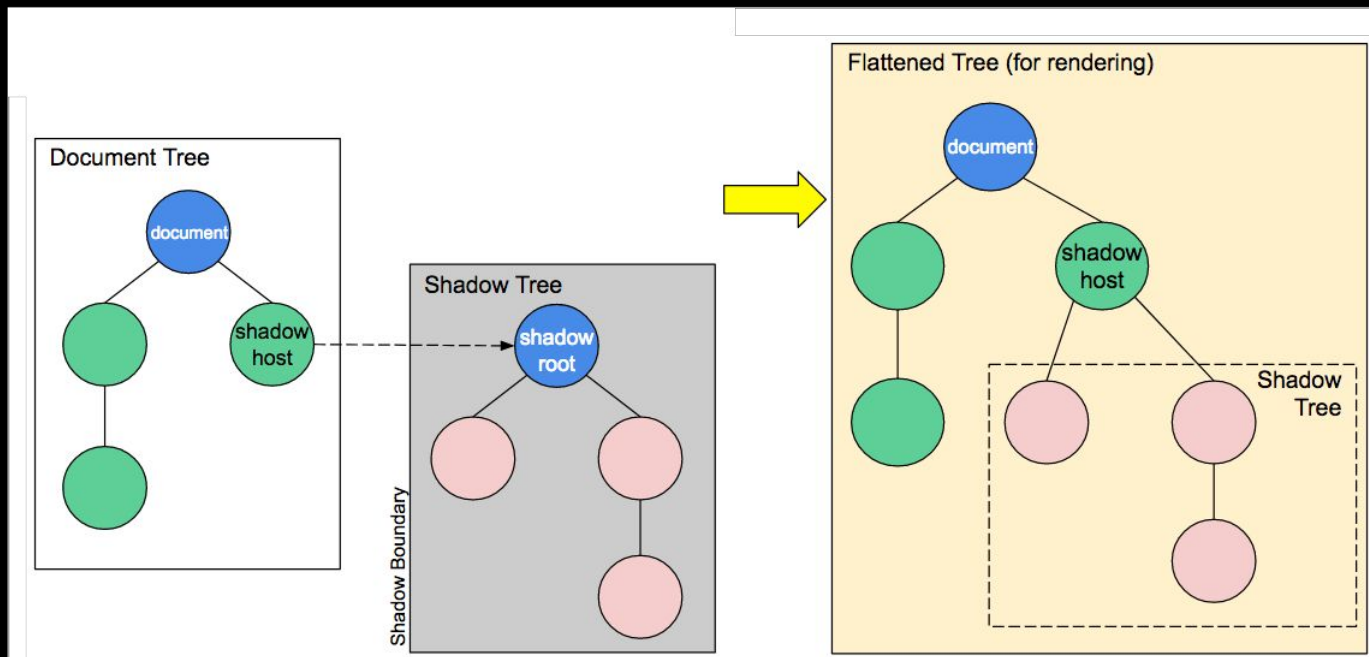 Document Tree
document
shadow
host
Shadow Tree
shadow
root
Shadow Boundary
Flattened Tree (for rendering)
document
shadow
host
Shadow
Tree